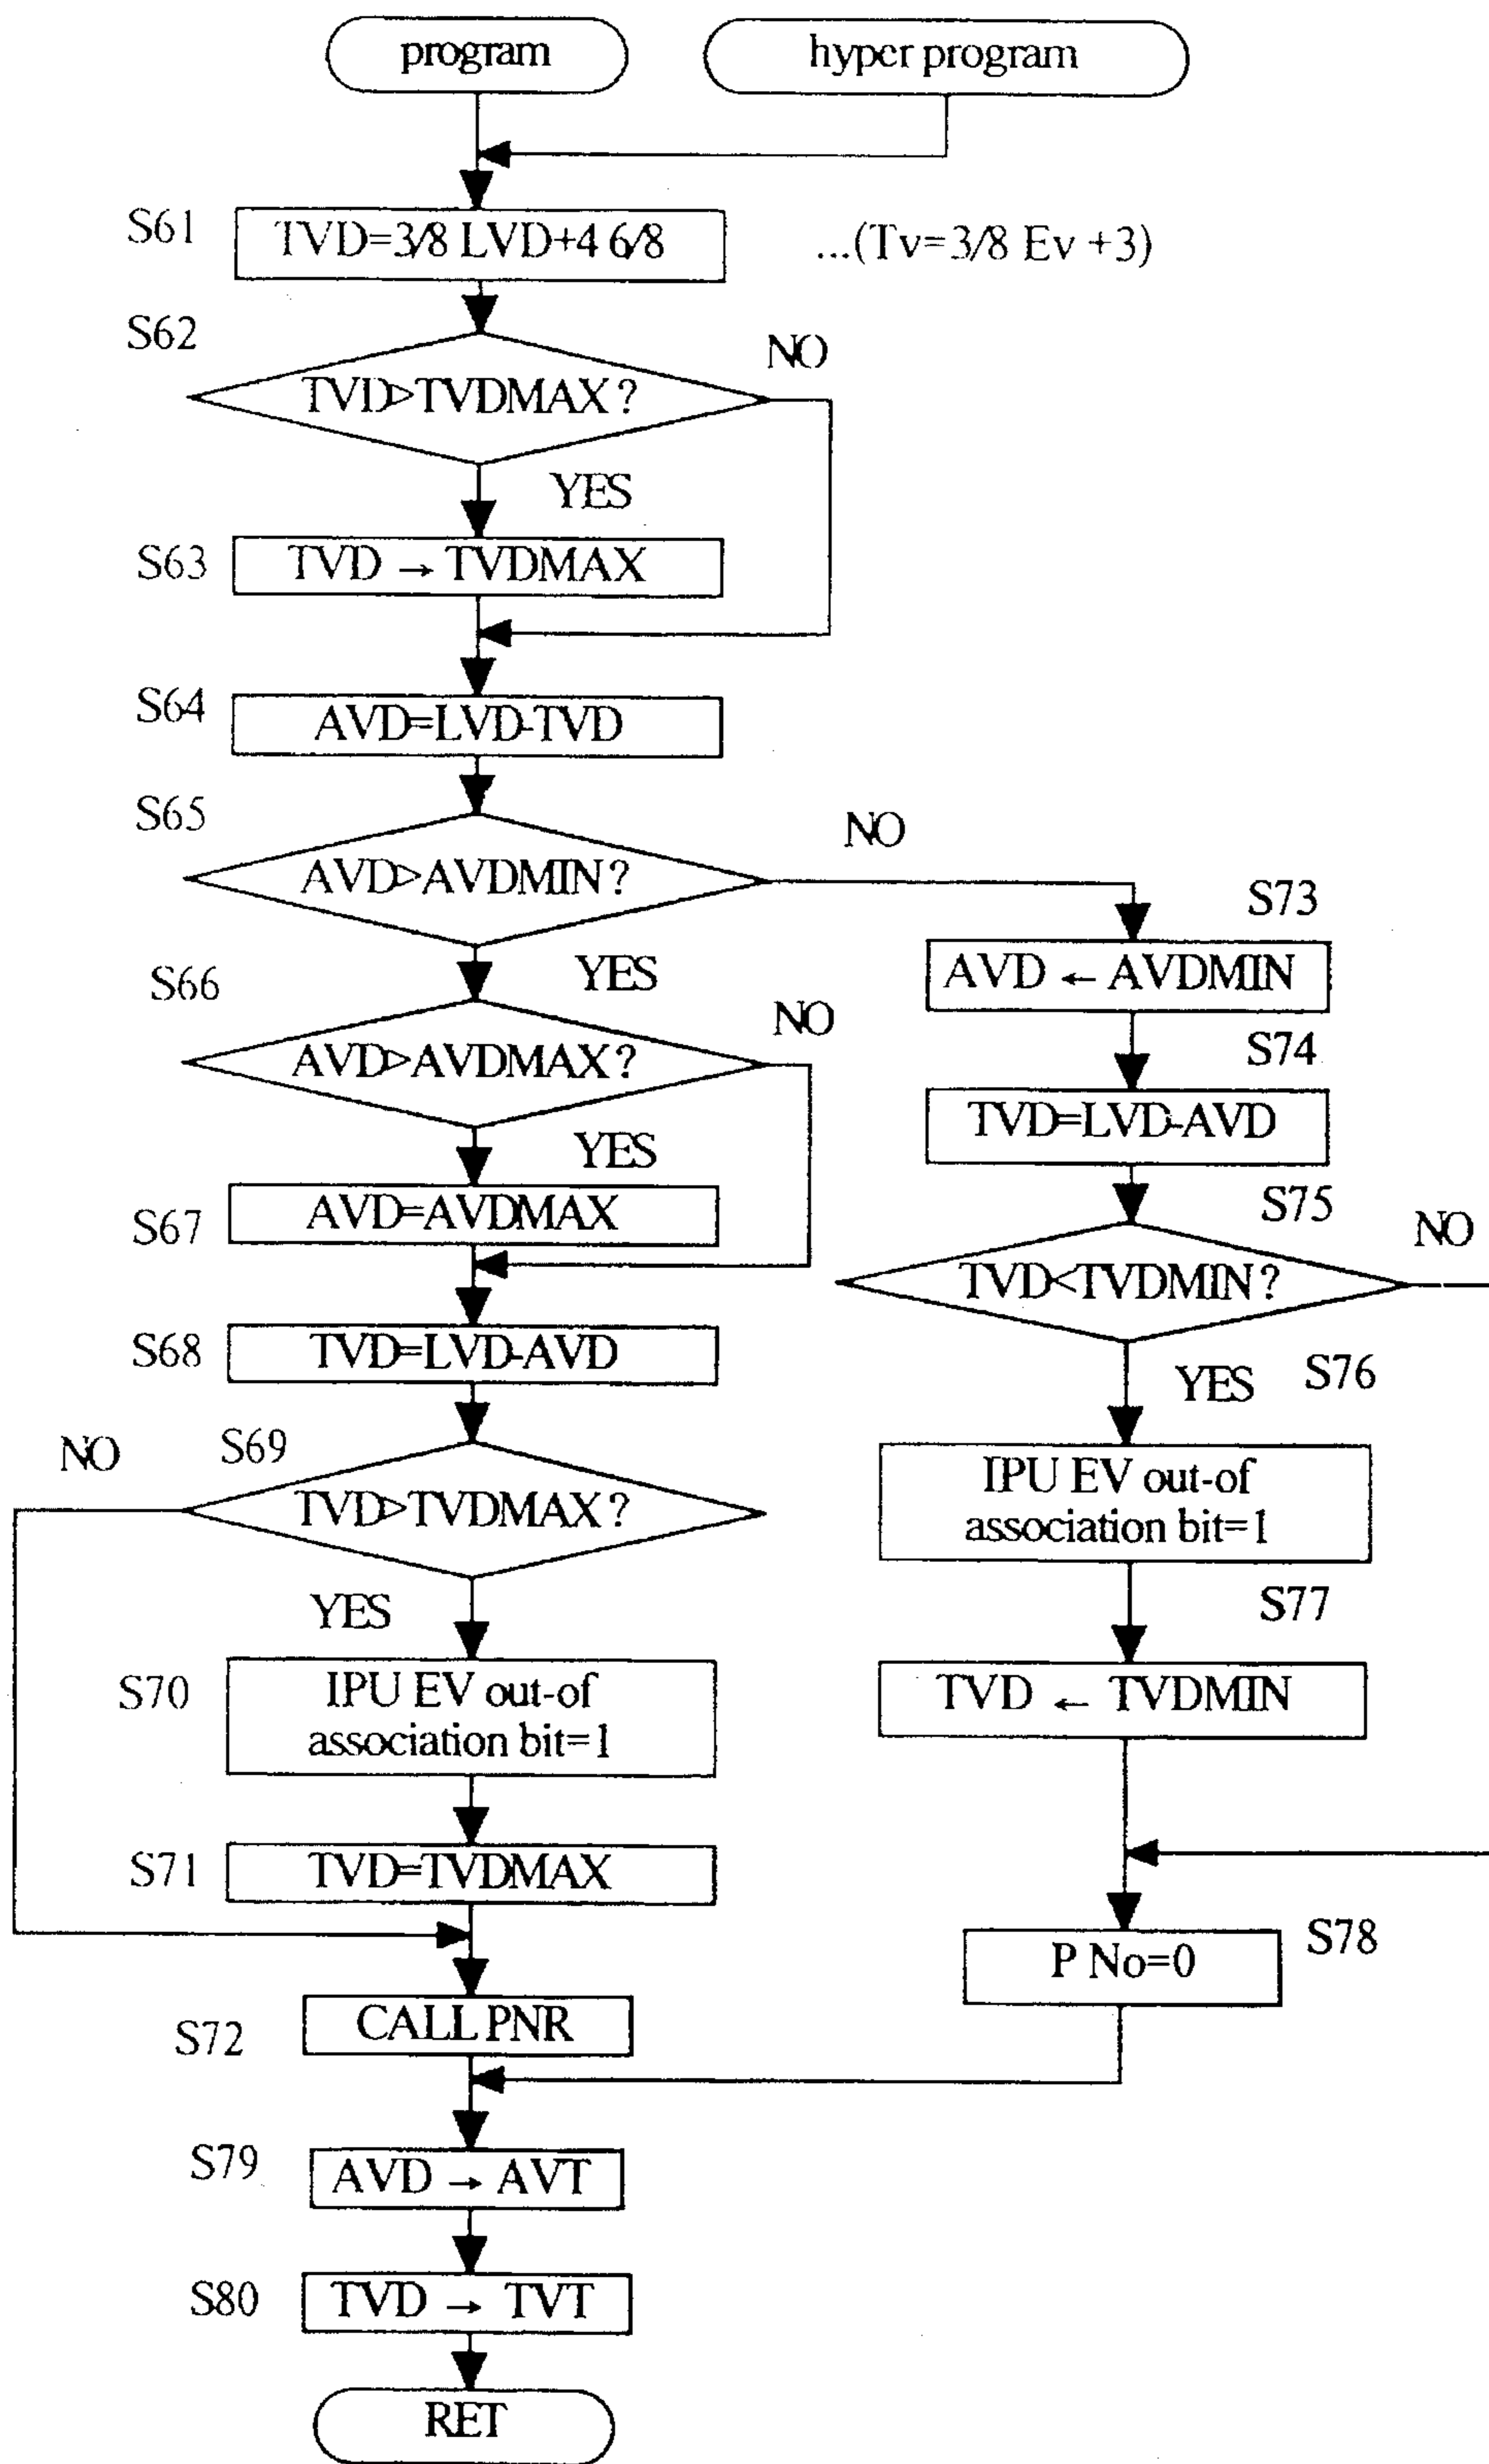 program
hyper program
S61
TVD=3/8 LVD+4 6/8
...(Tv=3/8 Ev +3)
S62
TVD>TVDMAX?
NO
YES
S63
TVD → TVDMAX
S64
AVD=LVD-TVD
S65
AVD>AVDMIN?
NO
YES
S66
AVD>AVDMAX?
NO
YES
S67
AVD=AVDMAX
S68
TVD=LVD-AVD
S69
NO
TVD>TVDMAX?
YES
S70
IPU EV out-of
association bit=1
S71
TVD=TVDMAX
S72
CALL PNR
S73
AVD ← AVDMIN
S74
TVD=LVD-AVD
S75
TVD<TVDMIN?
NO
YES
S76
IPU EV out-of
association bit=1
S77
TVD ← TVDMIN
S78
P No=0
S79
AVD → AVT
S80
TVD → TVT
RET